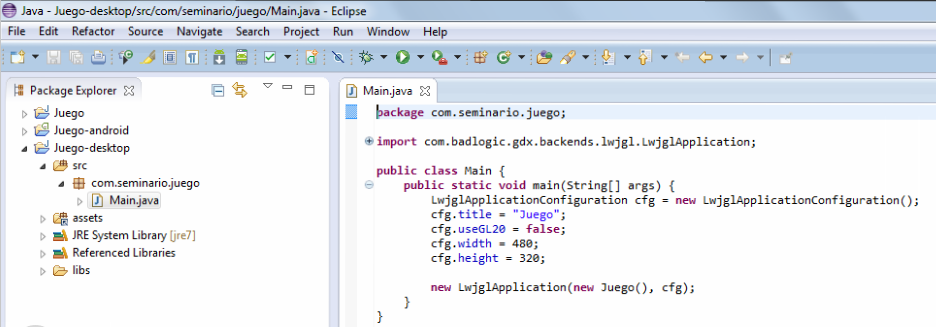 Java - Juego-desktop/src/com/seminario/juego/Main.java - Eclipse
File Edit Refactor Source Navigate Search Project Run Window Help
Package Explorer
Juego
Juego-android
Juego-desktop
src
com.seminario.juego
Main.java
assets
JRE System Library [jre7]
Referenced Libraries
libs
Main.java
package com.seminario.juego;
import com.badlogic.gdx.backends.lwjgl.LwjglApplication;
public class Main {
public static void main(String[] args) {
LwjglApplicationConfiguration cfg = new LwjglApplicationConfiguration();
cfg.title = "Juego";
cfg.useGL20 = false;
cfg.width = 480;
cfg.height = 320;
new LwjglApplication(new Juego(), cfg);
}
}